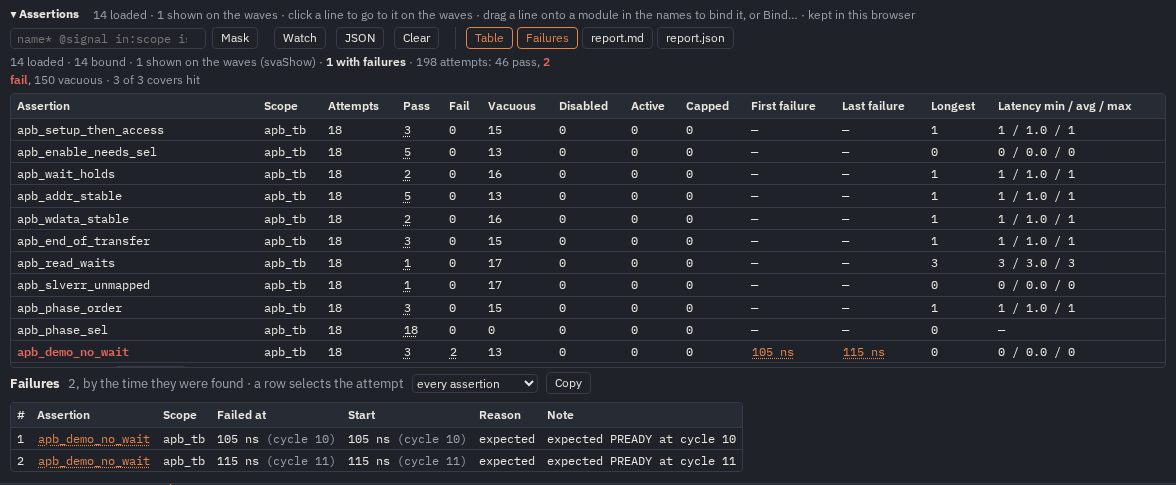 ▾ Assertions 14 loaded · 1 shown on the waves · click a line to go to it on the waves · drag a line onto a module in the names to bind it, or Bind… · kept in this browser
name* @signal in:scope Mask Watch JSON Clear Table Failures report.md report.json
14 loaded · 14 bound · 1 shown on the waves (svaShow) · 1 with failures · 198 attempts: 46 pass, 2
fail, 150 vacuous · 3 of 3 covers hit
Assertion Scope Attempts Pass Fail Vacuous Disabled Active Capped First failure Last failure Longest Latency min / avg / max
apb_setup_then_access apb_tb 18 3 0 15 0 0 0 — — 1 1 / 1.0 / 1
apb_enable_needs_sel apb_tb 18 5 0 13 0 0 0 — — 0 0 / 0.0 / 0
apb_wait_holds apb_tb 18 2 0 16 0 0 0 — — 1 1 / 1.0 / 1
apb_addr_stable apb_tb 18 5 0 13 0 0 0 — — 1 1 / 1.0 / 1
apb_wdata_stable apb_tb 18 2 0 16 0 0 0 — — 1 1 / 1.0 / 1
apb_end_of_transfer apb_tb 18 3 0 15 0 0 0 — — 1 1 / 1.0 / 1
apb_read_waits apb_tb 18 1 0 17 0 0 0 — — 3 3 / 3.0 / 3
apb_slverr_unmapped apb_tb 18 1 0 17 0 0 0 — — 0 0 / 0.0 / 0
apb_phase_order apb_tb 18 3 0 15 0 0 0 — — 1 1 / 1.0 / 1
apb_phase_sel apb_tb 18 18 0 0 0 0 0 — — 0 —
apb_demo_no_wait apb_tb 18 3 2 13 0 0 0 105 ns 115 ns 0 0 / 0.0 / 0
Failures 2, by the time they were found · a row selects the attempt every assertion Copy
# Assertion Scope Failed at Start Reason Note
1 apb_demo_no_wait apb_tb 105 ns (cycle 10) 105 ns (cycle 10) expected expected PREADY at cycle 10
2 apb_demo_no_wait apb_tb 115 ns (cycle 11) 115 ns (cycle 11) expected expected PREADY at cycle 11